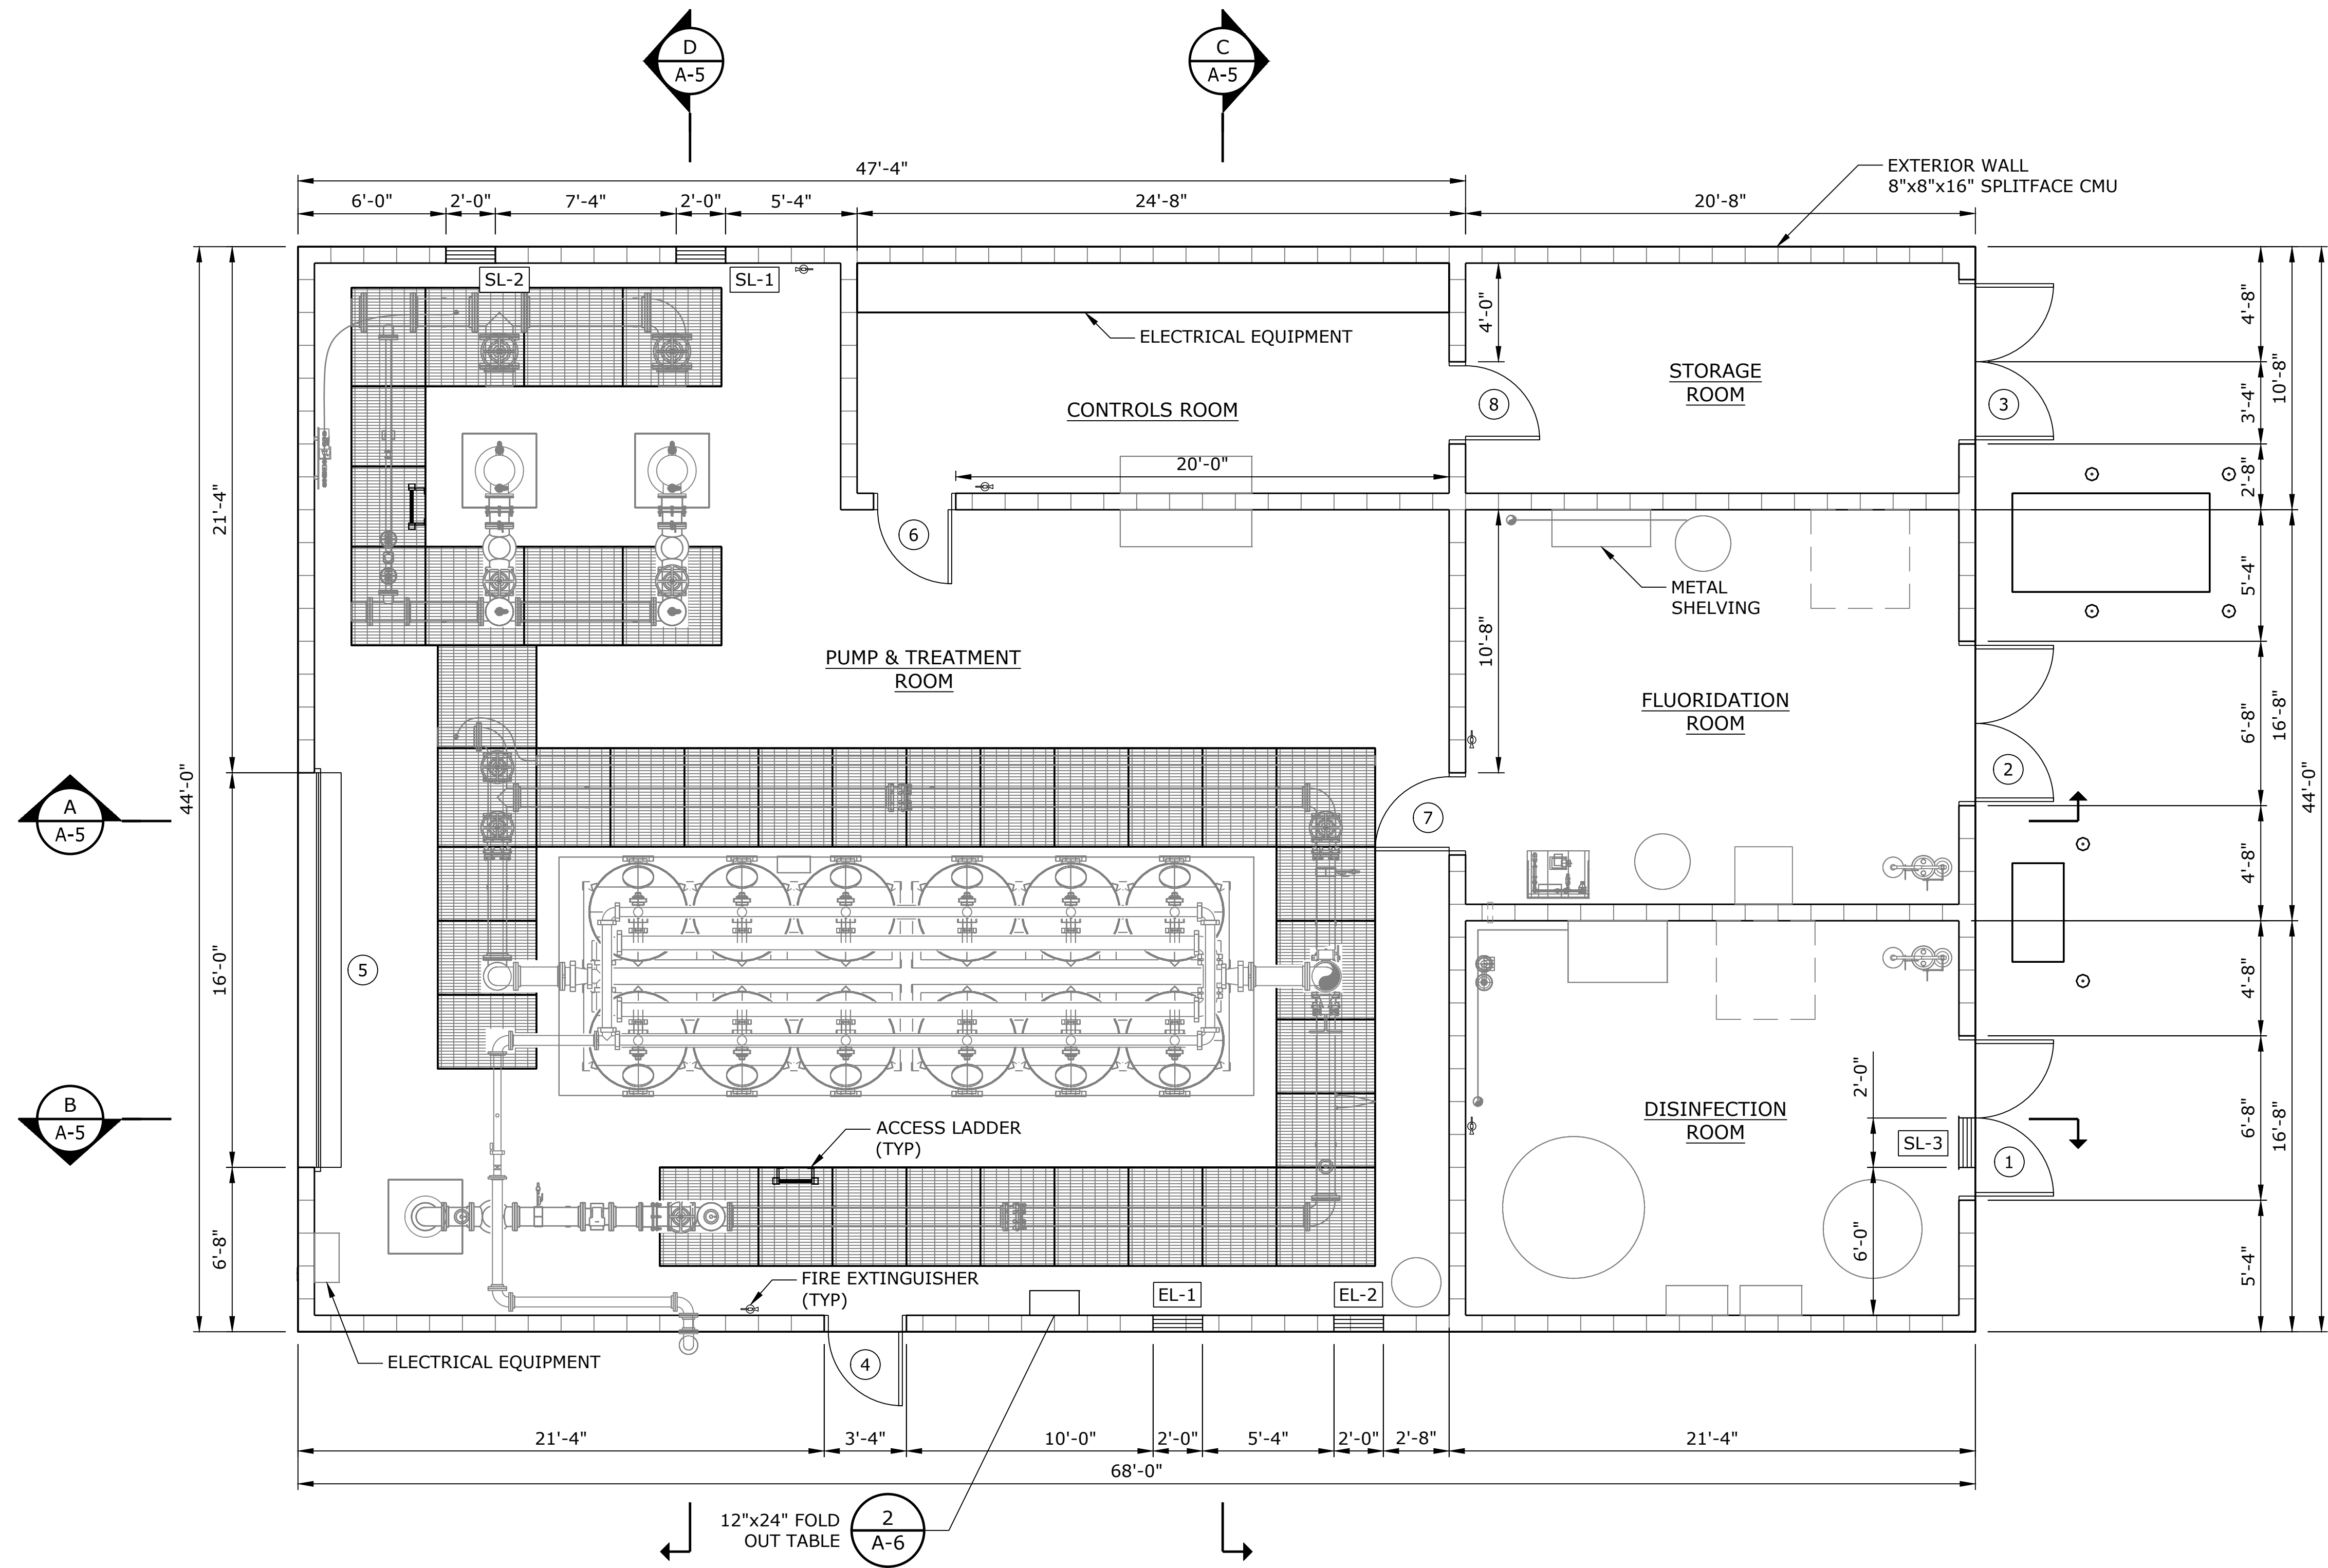 D
A-5
C
A-5
47'-4"
EXTERIOR WALL
8"x8"x16" SPLITFACE CMU
6'-0"
2'-0"
7'-4"
2'-0"
5'-4"
24'-8"
20'-8"
SL-2
SL-1
4'-0"
4'-8"
ELECTRICAL EQUIPMENT
STORAGE
ROOM
10'-8"
3'-4"
CONTROLS ROOM
8
3
20'-0"
2'-8"
21'-4"
6
5'-4"
METAL
SHELVING
10'-8"
PUMP & TREATMENT
ROOM
FLUORIDATION
ROOM
6'-8"
16'-8"
2
44'-0"
44'-0"
A
A-5
7
4'-8"
16'-0"
5
4'-8"
2'-0"
B
A-5
ACCESS LADDER
(TYP)
DISINFECTION
ROOM
SL-3
1
6'-8"
16'-8"
6'-8"
6'-0"
5'-4"
FIRE EXTINGUISHER
(TYP)
EL-1
EL-2
ELECTRICAL EQUIPMENT
4
21'-4"
3'-4"
10'-0"
2'-0"
5'-4"
2'-0"
2'-8"
21'-4"
68'-0"
12"x24" FOLD
OUT TABLE
2
A-6